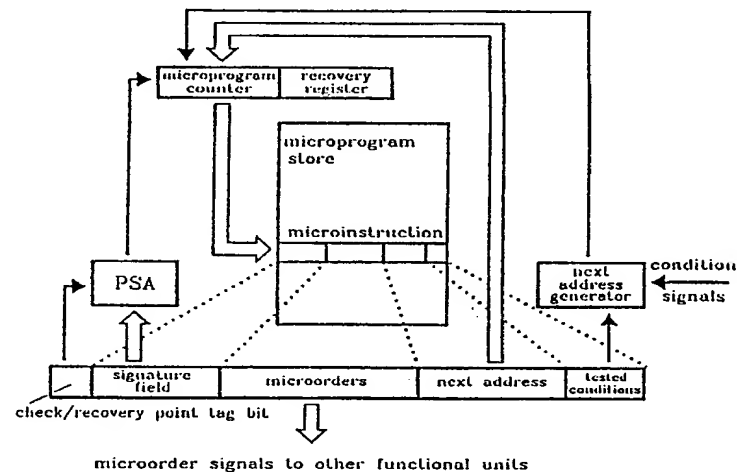 microprogram counter
recovery register
microprogram store
microinstruction
PSA
next address generator
condition signals
signature field
microorders
next address
tested conditions
check/recovery point tag bit
microorder signals to other functional units